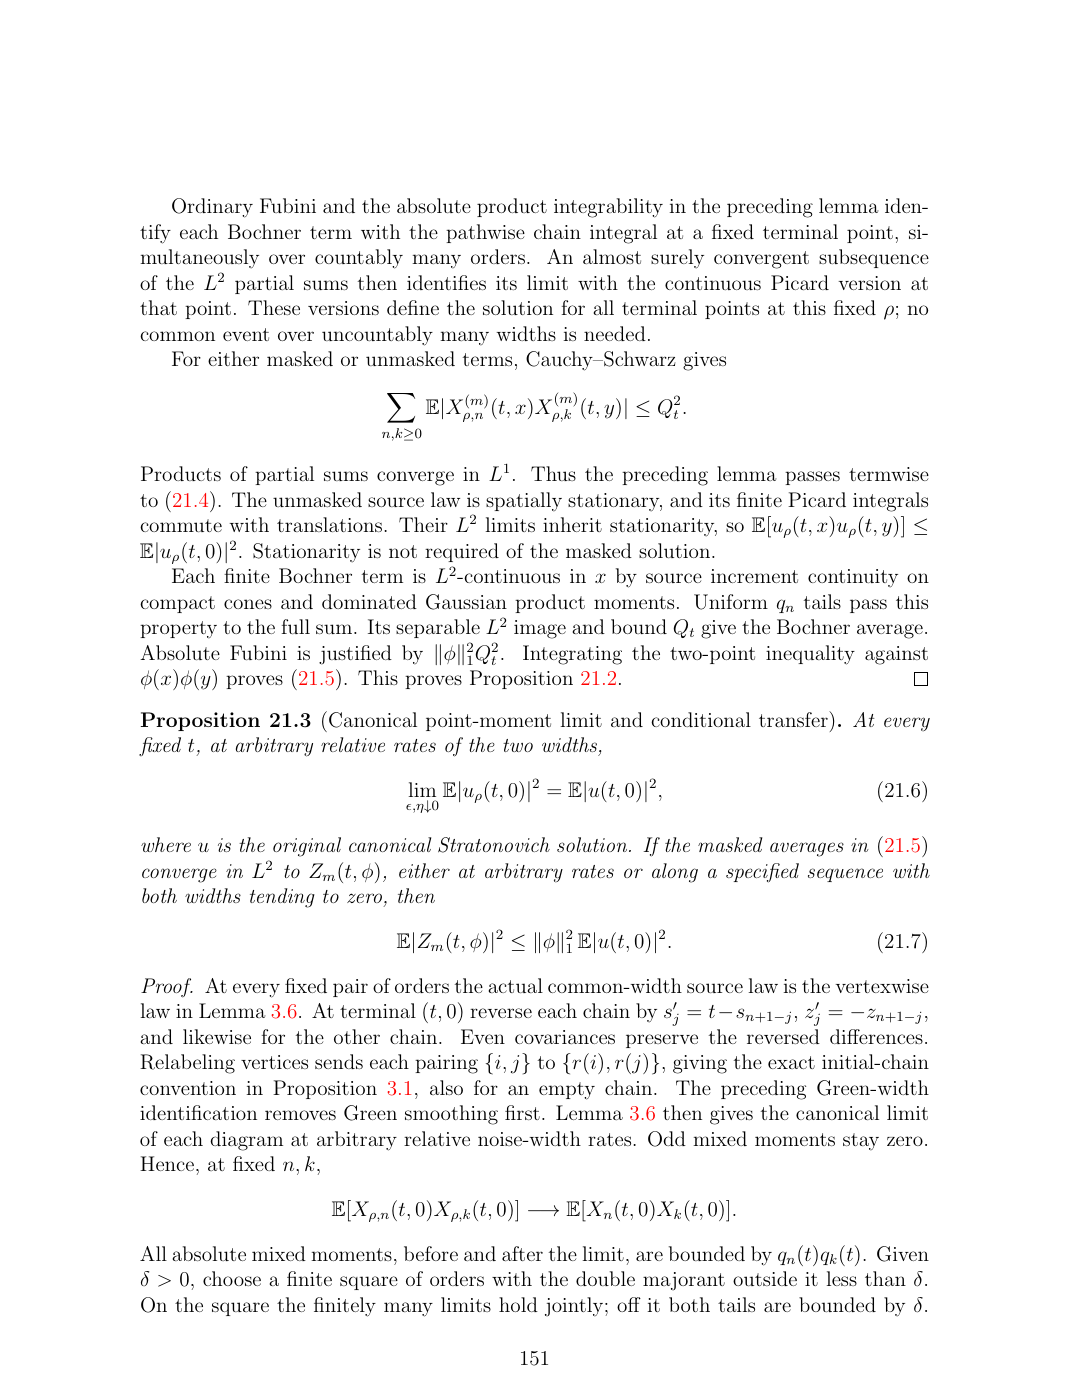 Ordinary Fubini and the absolute product integrability in the preceding lemma iden-
tify each Bochner term with the pathwise chain integral at a fixed terminal point, si-
multaneously over countably many orders. An almost surely convergent subsequence
of the L² partial sums then identifies its limit with the continuous Picard version at
that point. These versions define the solution for all terminal points at this fixed ρ; no
common event over uncountably many widths is needed.
For either masked or unmasked terms, Cauchy–Schwarz gives
∑_{n,k≥0} 𝔼|X_{ρ,n}^{(m)}(t, x)X_{ρ,k}^{(m)}(t, y)| ≤ Q_t^2.
Products of partial sums converge in L¹. Thus the preceding lemma passes termwise
to (21.4). The unmasked source law is spatially stationary, and its finite Picard integrals
commute with translations. Their L² limits inherit stationarity, so 𝔼[u_ρ(t, x)u_ρ(t, y)] ≤
𝔼|u_ρ(t, 0)|². Stationarity is not required of the masked solution.
Each finite Bochner term is L²-continuous in x by source increment continuity on
compact cones and dominated Gaussian product moments. Uniform q_n tails pass this
property to the full sum. Its separable L² image and bound Q_t give the Bochner average.
Absolute Fubini is justified by ‖ϕ‖_1^2 Q_t^2. Integrating the two-point inequality against
ϕ(x)ϕ(y) proves (21.5). This proves Proposition 21.2. □
Proposition 21.3 (Canonical point-moment limit and conditional transfer). At every
fixed t, at arbitrary relative rates of the two widths,
lim_{ϵ,η↓0} 𝔼|u_ρ(t, 0)|² = 𝔼|u(t, 0)|², (21.6)
where u is the original canonical Stratonovich solution. If the masked averages in (21.5)
converge in L² to Z_m(t, ϕ), either at arbitrary rates or along a specified sequence with
both widths tending to zero, then
𝔼|Z_m(t, ϕ)|² ≤ ‖ϕ‖_1^2 𝔼|u(t, 0)|². (21.7)
Proof. At every fixed pair of orders the actual common-width source law is the vertexwise
law in Lemma 3.6. At terminal (t, 0) reverse each chain by s′_j = t−s_{n+1−j}, z′_j = −z_{n+1−j},
and likewise for the other chain. Even covariances preserve the reversed differences.
Relabeling vertices sends each pairing {i, j} to {r(i), r(j)}, giving the exact initial-chain
convention in Proposition 3.1, also for an empty chain. The preceding Green-width
identification removes Green smoothing first. Lemma 3.6 then gives the canonical limit
of each diagram at arbitrary relative noise-width rates. Odd mixed moments stay zero.
Hence, at fixed n, k,
𝔼[X_{ρ,n}(t, 0)X_{ρ,k}(t, 0)] ⟶ 𝔼[X_n(t, 0)X_k(t, 0)].
All absolute mixed moments, before and after the limit, are bounded by q_n(t)q_k(t). Given
δ > 0, choose a finite square of orders with the double majorant outside it less than δ.
On the square the finitely many limits hold jointly; off it both tails are bounded by δ.
151